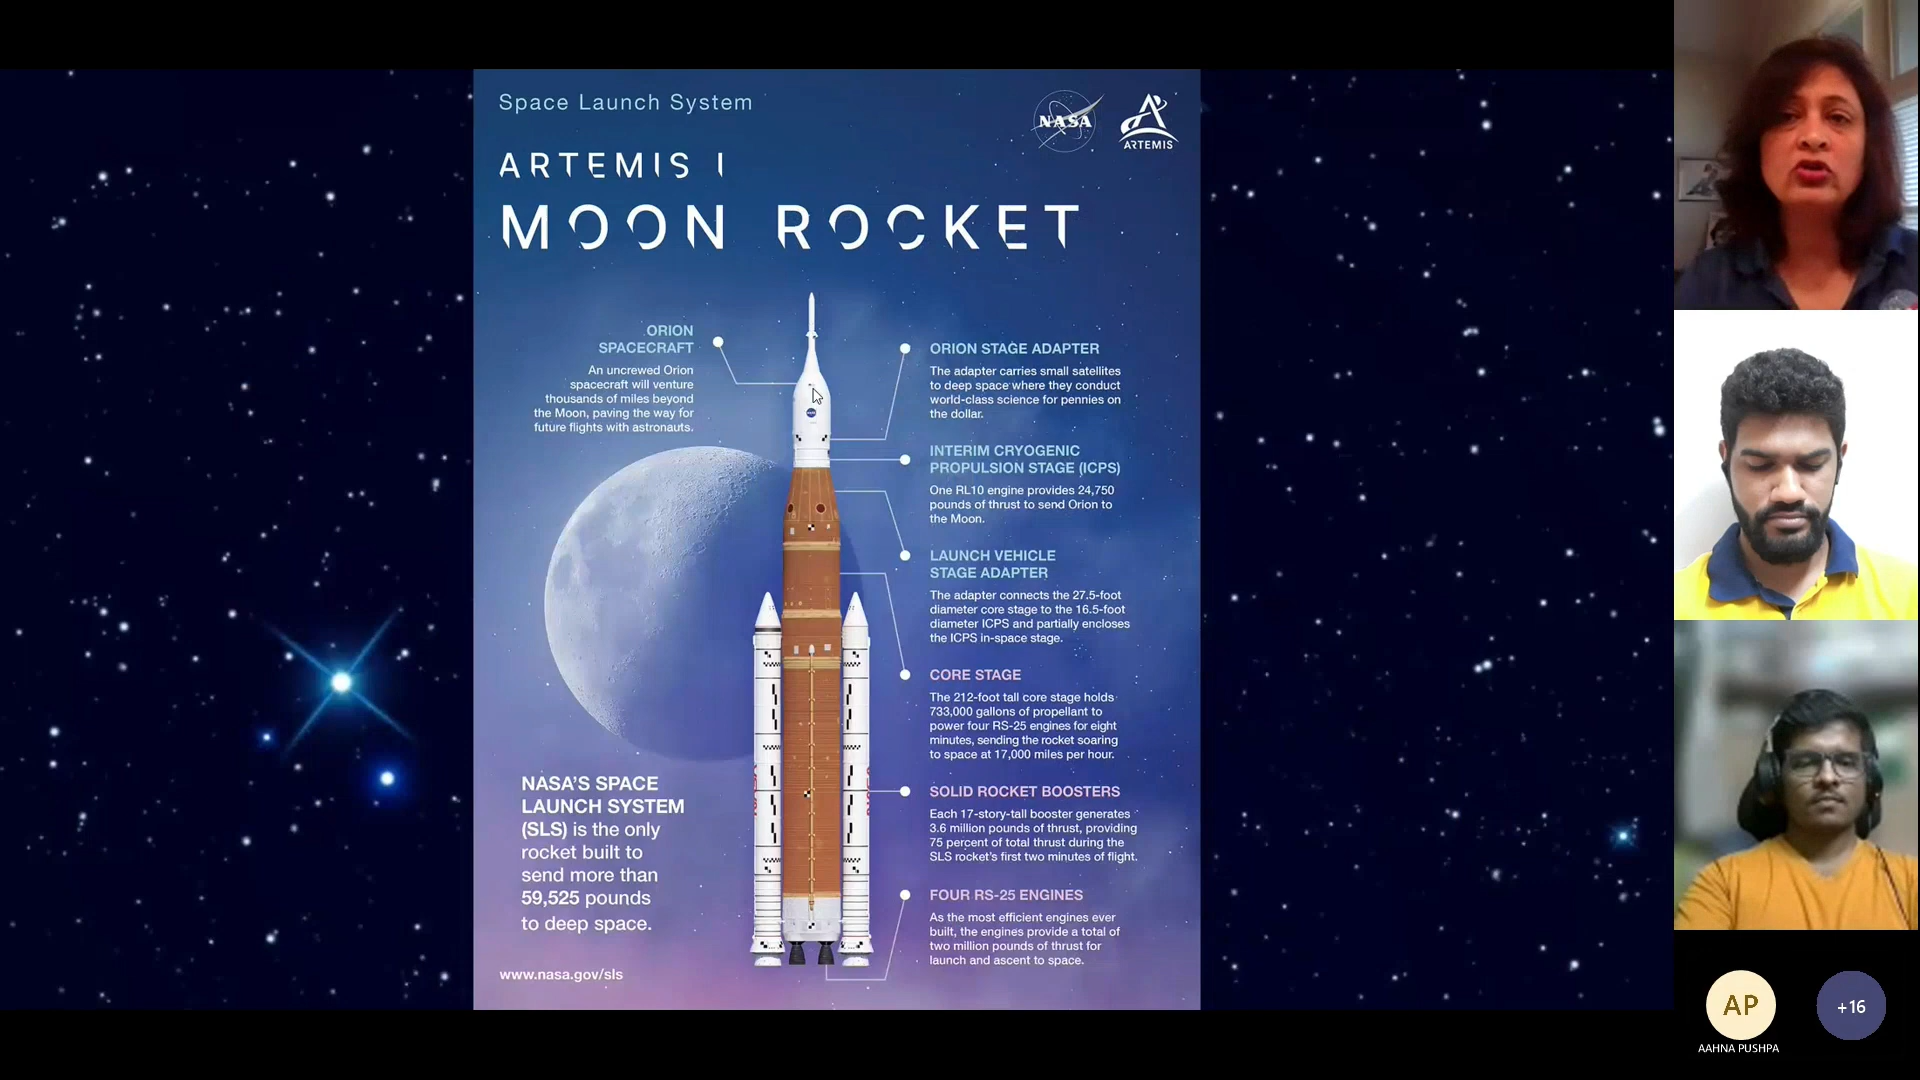 Space Launch System
NASA
ARTEMIS
ARTEMIS I
MOON ROCKET
ORION
SPACECRAFT
An uncrewed Orion
spacecraft will venture
thousands of miles beyond
the Moon, paving the way for
future flights with astronauts.
ORION STAGE ADAPTER
The adapter carries small satellites
to deep space where they conduct
world-class science for pennies on
the dollar.
INTERIM CRYOGENIC
PROPULSION STAGE (ICPS)
One RL10 engine provides 24,750
pounds of thrust to send Orion to
the Moon.
LAUNCH VEHICLE
STAGE ADAPTER
The adapter connects the 27.5-foot
diameter core stage to the 16.5-foot
diameter ICPS and partially encloses
the ICPS in-space stage.
CORE STAGE
The 212-foot tall core stage holds
733,000 gallons of propellant to
power four RS-25 engines for eight
minutes, sending the rocket soaring
to space at 17,000 miles per hour.
SOLID ROCKET BOOSTERS
Each 17-story-tall booster generates
3.6 million pounds of thrust, providing
75 percent of total thrust during the
SLS rocket's first two minutes of flight.
FOUR RS-25 ENGINES
As the most efficient engines ever
built, the engines provide a total of
two million pounds of thrust for
launch and ascent to space.
NASA'S SPACE
LAUNCH SYSTEM
(SLS) is the only
rocket built to
send more than
59,525 pounds
to deep space.
www.nasa.gov/sls
AP
AAHNA PUSHPA
+16